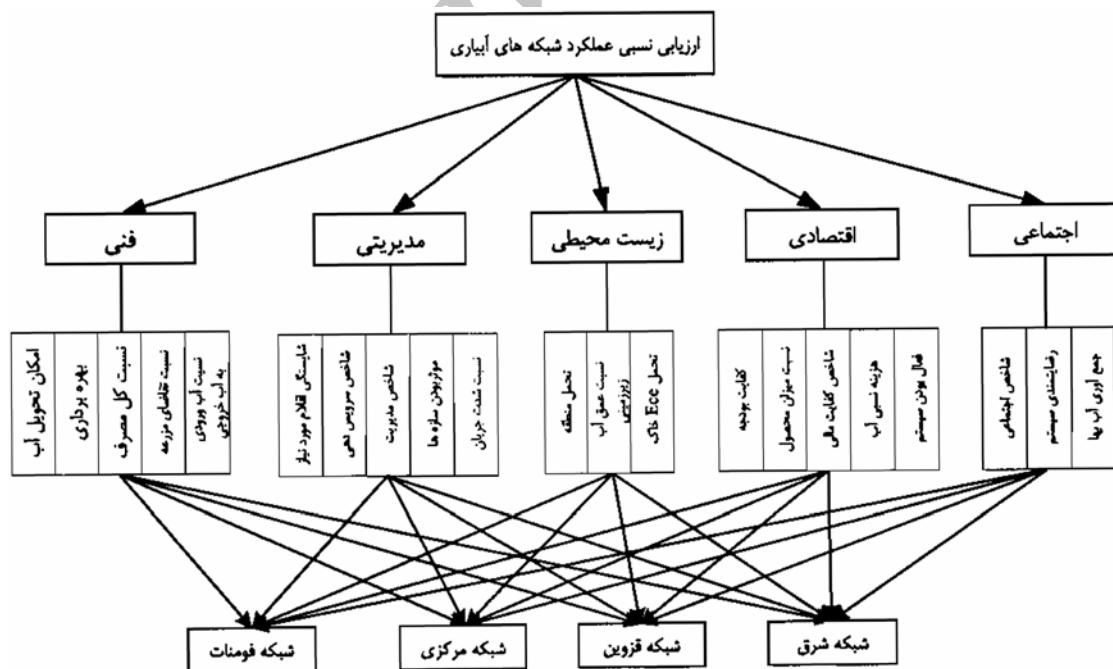 ارزیابی نسبی عملکرد شبکه های آبیاری
اجتماعی
اقتصادی
زیست محیطی
مدیریتی
فنی
جمع آوری آب بها
رضایتمندی سیستم
شاخص اجتماعی
فعال بودن سیستم
هزینه نسبی آب
شاخص کفایت مالی
نسبت میزان محصول
کفایت بودجه
تحمل Ecc خاک
نسبت عمق آب
زیرزمینی
تحمل منطقه
نسبت شدت جریان
موثربودن سازه ها
شاخص مدیریت
شاخص سرویس دهی
شایستگی اقلام مورد نیاز
نسبت آب ورودی
به آب خروجی
نسبت تقاضای مزرعه
نسبت کل مصرف
بهره برداری
امکان تحویل آب
شبکه شرق
شبکه قزوین
شبکه مرکزی
شبکه فومنات